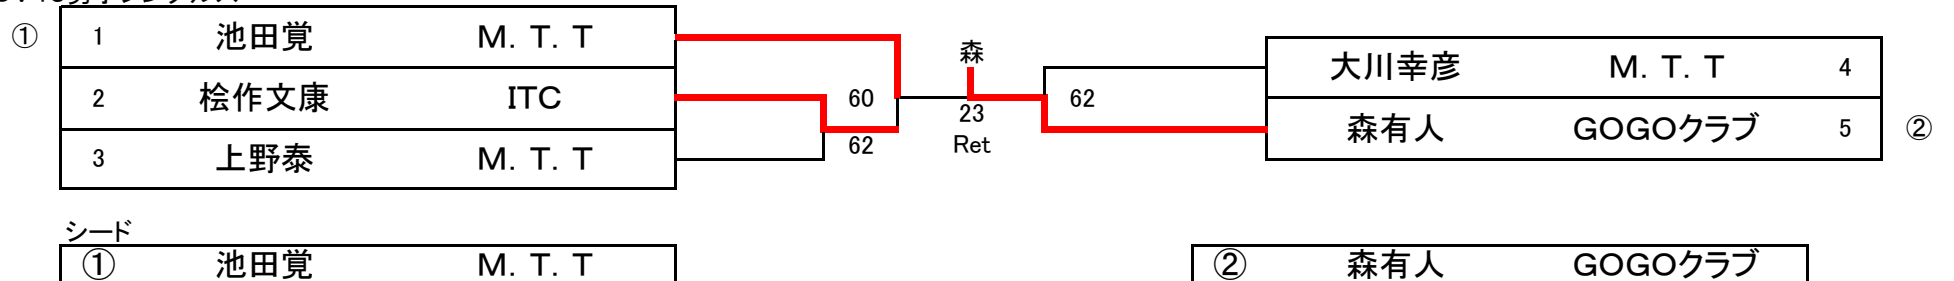 ① 1 池田覚 M．T．T
2 桧作文康 ITC
3 上野泰 M．T．T
60
62
森
23
Ret
62
大川幸彦 M．T．T 4
森有人 GOGOクラブ 5 ②
シード
① 池田覚 M．T．T
② 森有人 GOGOクラブ